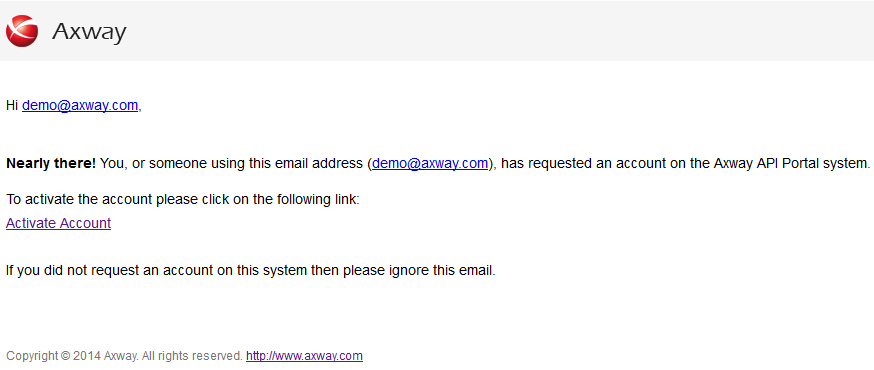 Axway
Hi demo@axway.com,
Nearly there! You, or someone using this email address (demo@axway.com), has requested an account on the Axway API Portal system.
To activate the account please click on the following link:
Activate Account
If you did not request an account on this system then please ignore this email.
Copyright © 2014 Axway. All rights reserved. http://www.axway.com